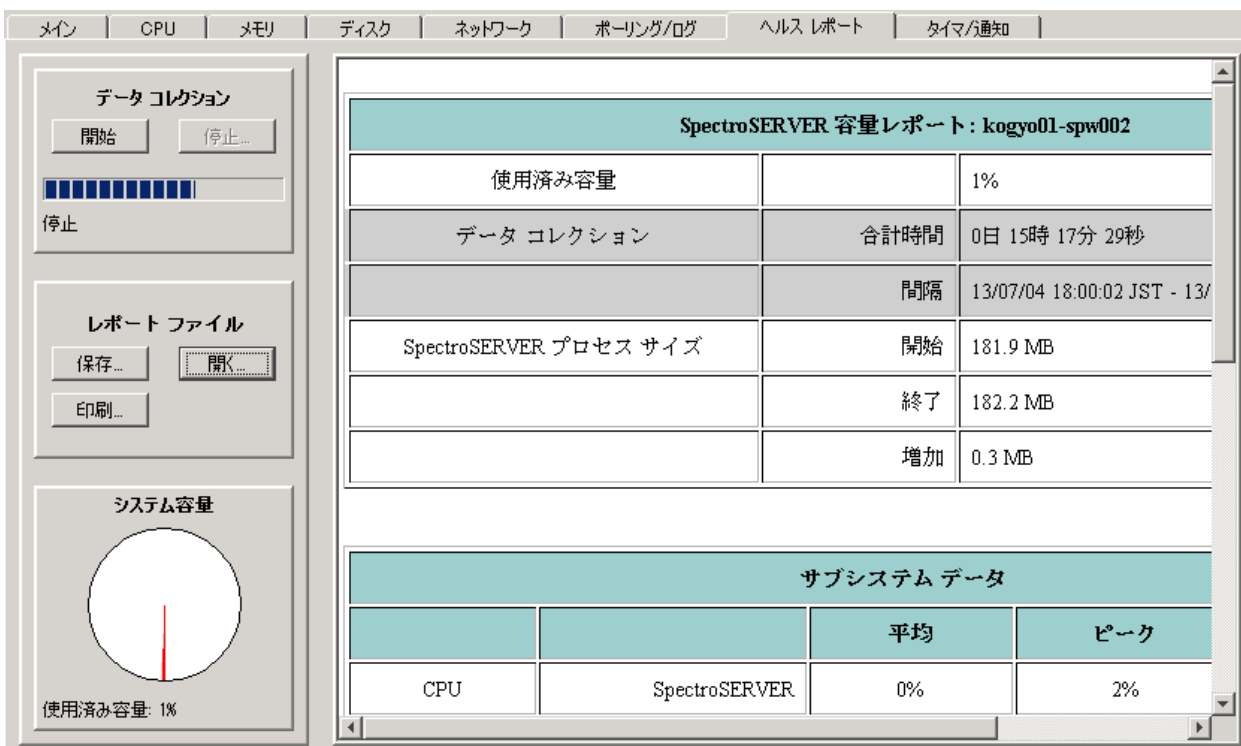 メイン CPU メモリ ディスク ネットワーク ポーリング/ログ ヘルス レポート タイマ/通知
データ コレクション
開始 停止...
停止
レポート ファイル
保存... 開く...
印刷...
システム容量
使用済み容量: 1%
SpectroSERVER 容量レポート: kogyo01-spw002
使用済み容量 1%
データ コレクション 合計時間 0日 15時 17分 29秒
間隔 13/07/04 18:00:02 JST - 13/
SpectroSERVER プロセス サイズ 開始 181.9 MB
終了 182.2 MB
増加 0.3 MB
サブシステム データ
平均 ピーク
CPU SpectroSERVER 0% 2%